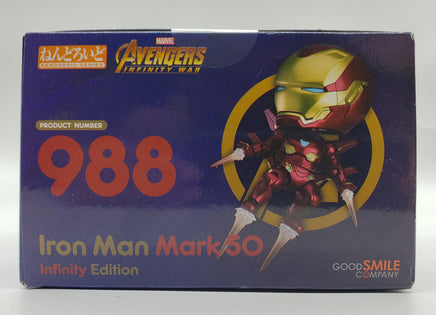 ねんどろいど
NENDOROID SERIES
MARVEL
AVENGERS
INFINITY WAR
PRODUCT NUMBER
988
Iron Man Mark 50
Infinity Edition
GOOD SMILE
COMPANY